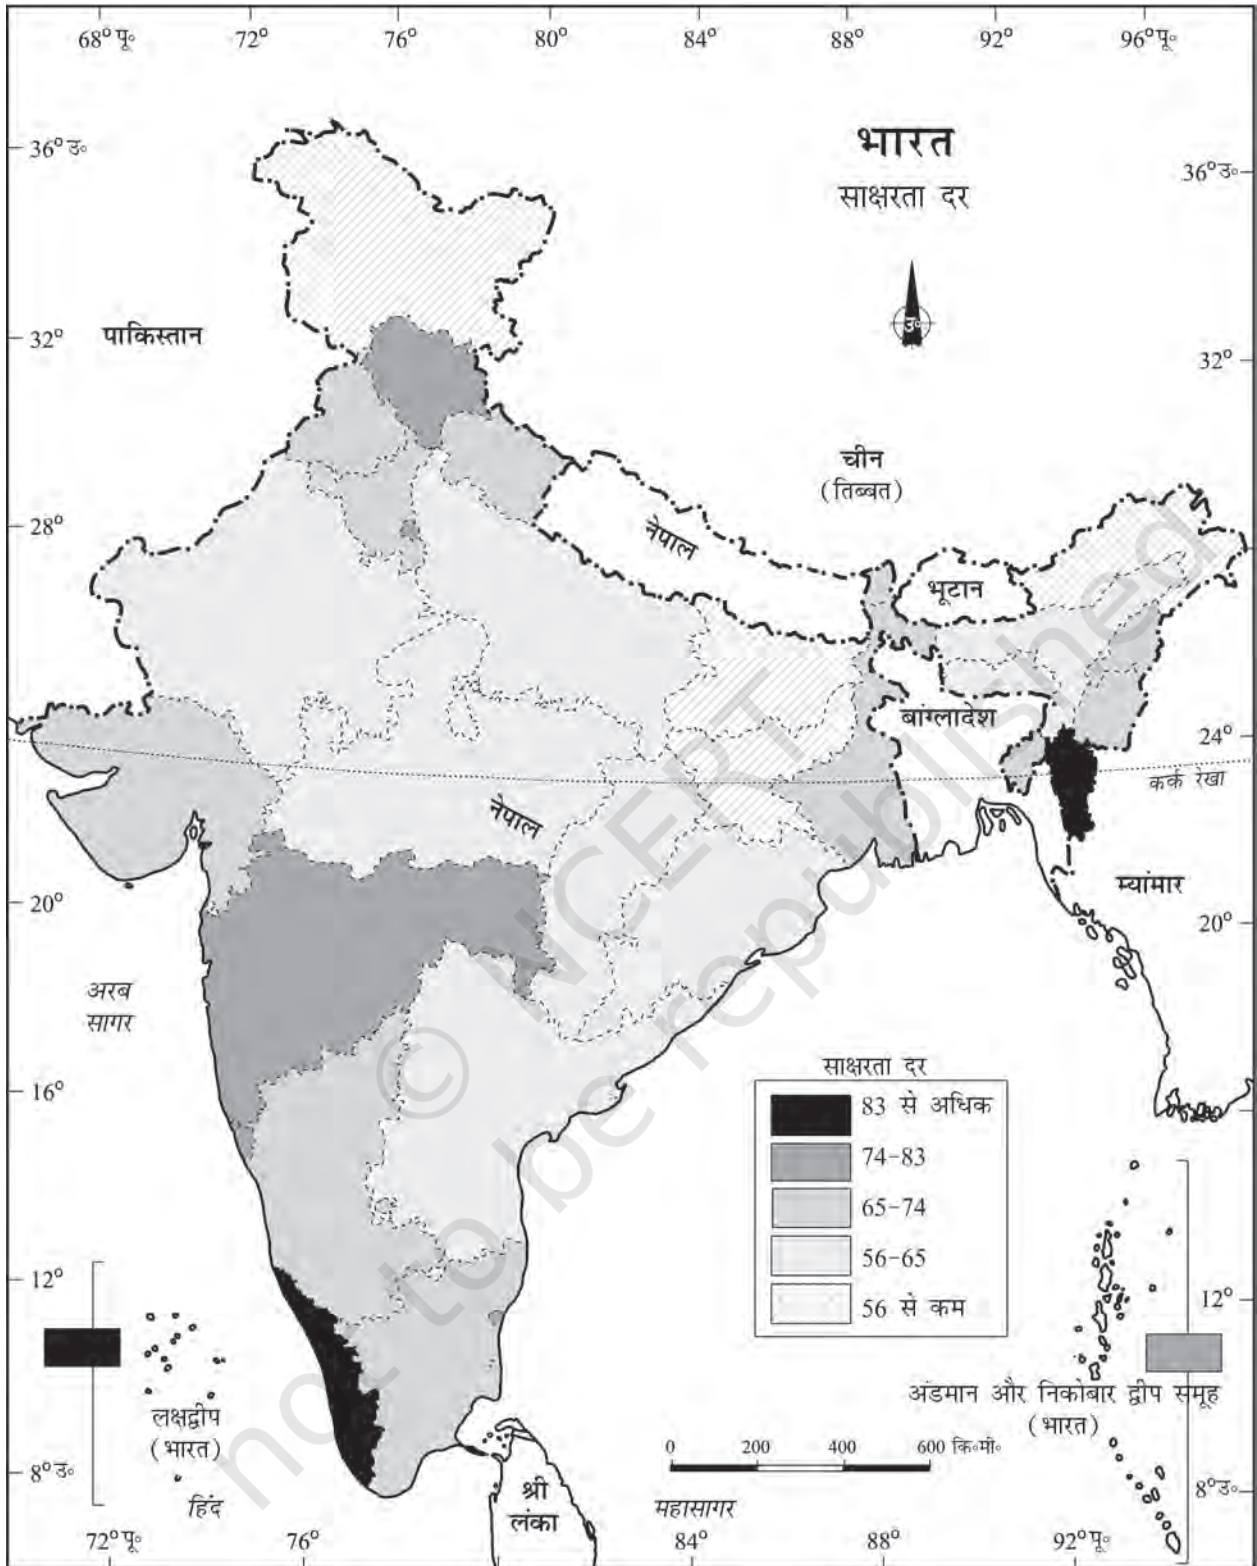 68°पू॰ 72° 76° 80° 84° 88° 92° 96°पू॰
भारत
साक्षरता दर
36°उ॰ 36°उ॰
उ॰
पाकिस्तान
32° 32°
चीन
(तिब्बत)
28° 28°
नेपाल
भूटान
बांग्लादेश
24°
कर्क रेखा
नेपाल
म्यांमार
20° 20°
अरब
सागर
16° 16°
साक्षरता दर
83 से अधिक
74-83
65-74
56-65
56 से कम
12° 12°
लक्षद्वीप
(भारत)
अंडमान और निकोबार द्वीप समूह
(भारत)
0 200 400 600 कि॰मी॰
8°उ॰ 8°उ॰
हिंद
श्री
लंका
महासागर
72°पू॰ 76° 84° 88° 92°पू॰
© NCERT
not to be republished